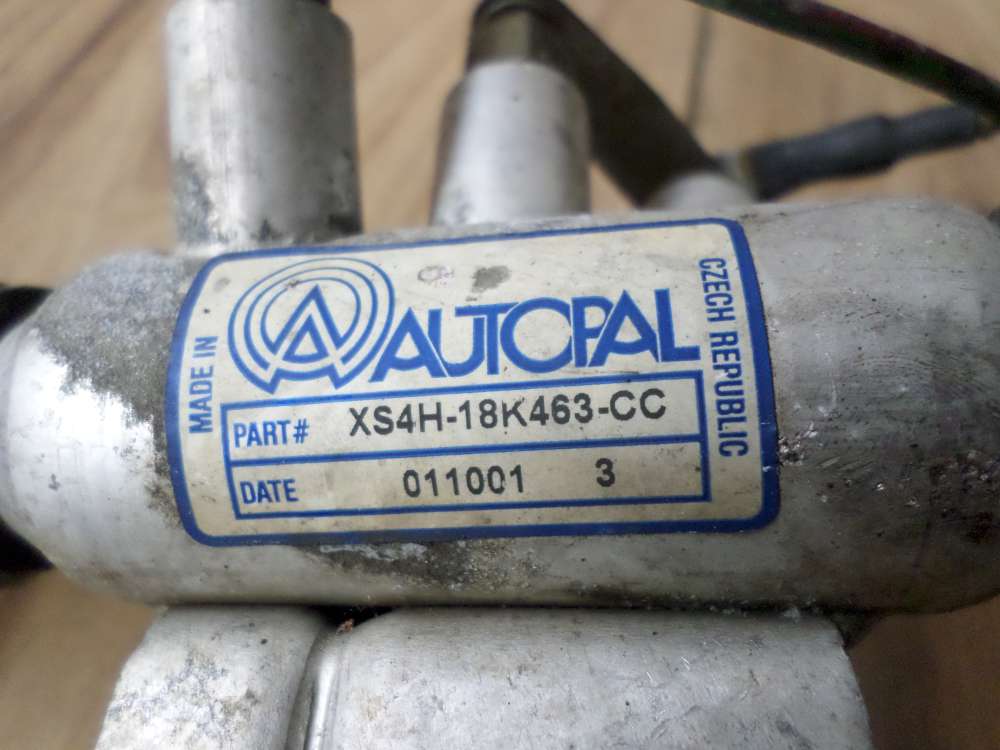 MADE IN
AUTOPAL
CZECH REPUBLIC
PART# XS4H-18K463-CC
DATE 011001 3